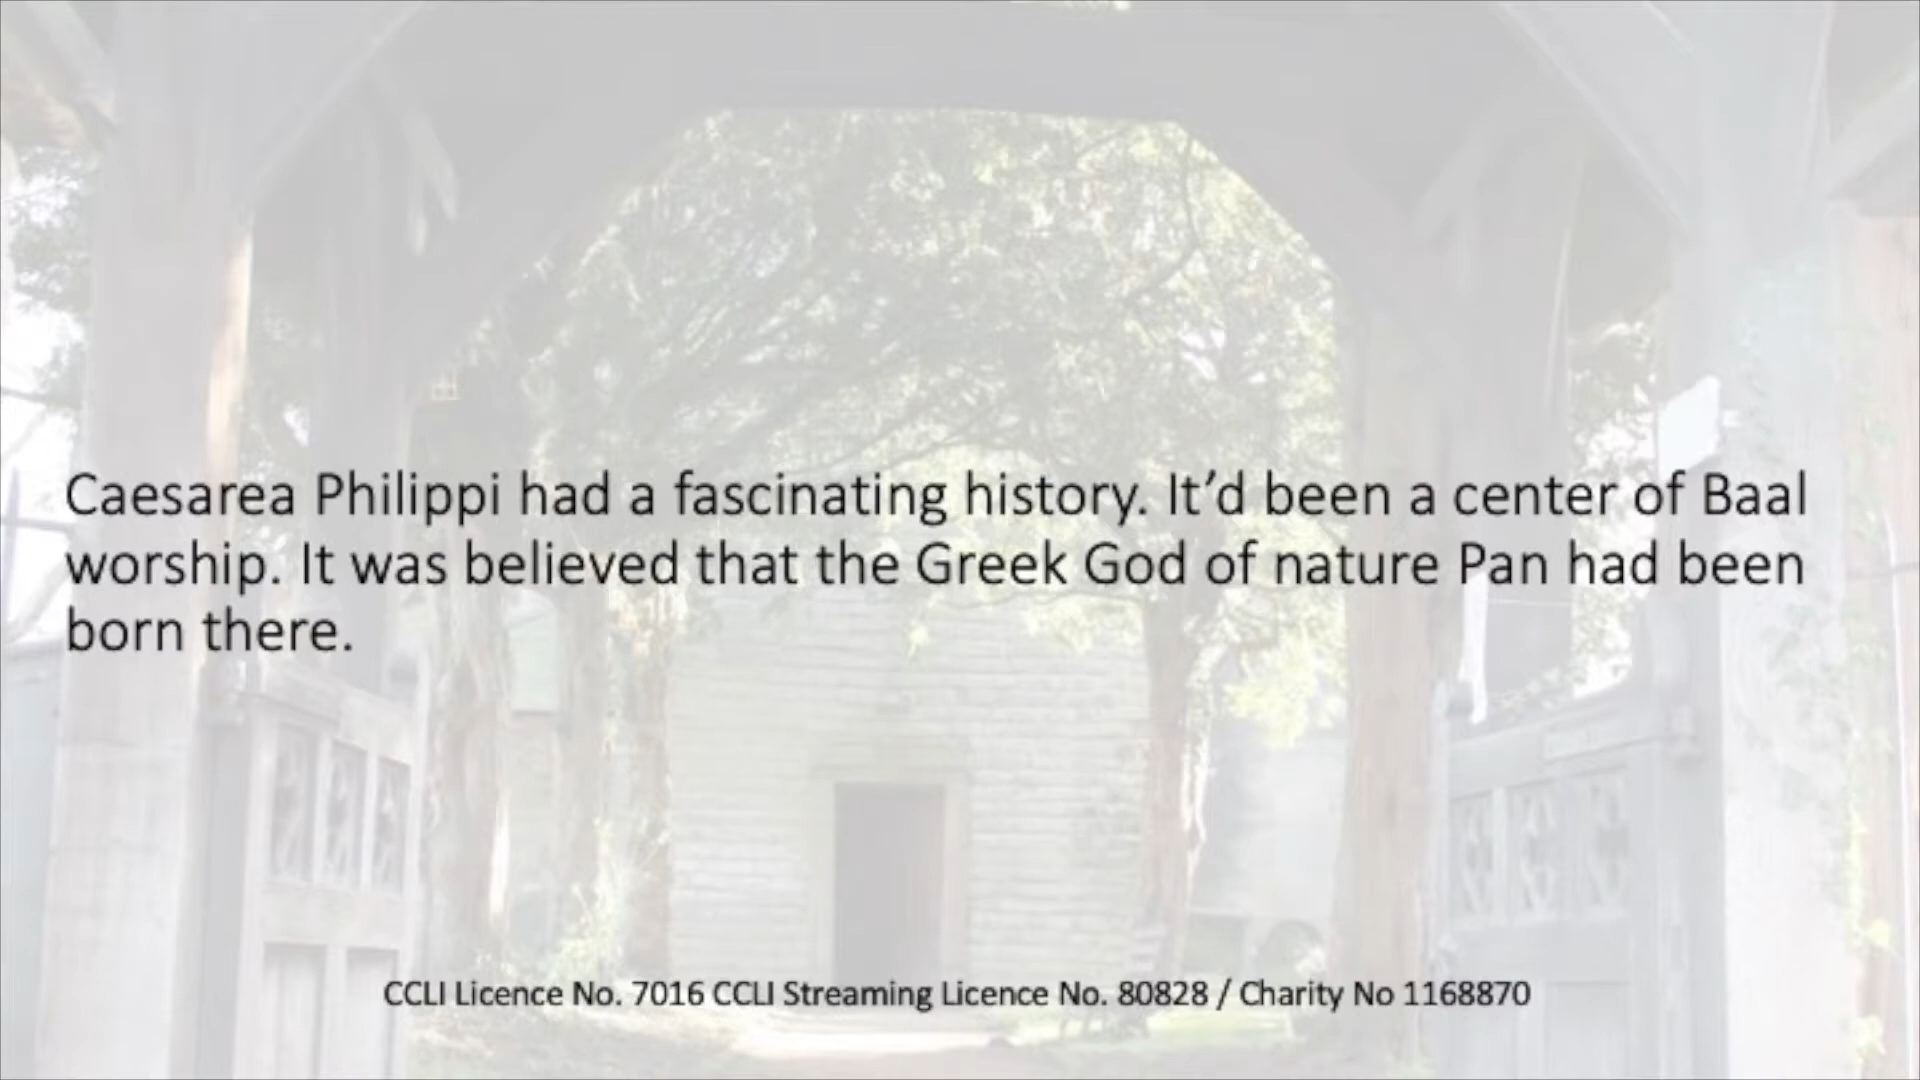 Caesarea Philippi had a fascinating history. It’d been a center of Baal
worship. It was believed that the Greek God of nature Pan had been
born there.
CCLI Licence No. 7016 CCLI Streaming Licence No. 80828 / Charity No 1168870